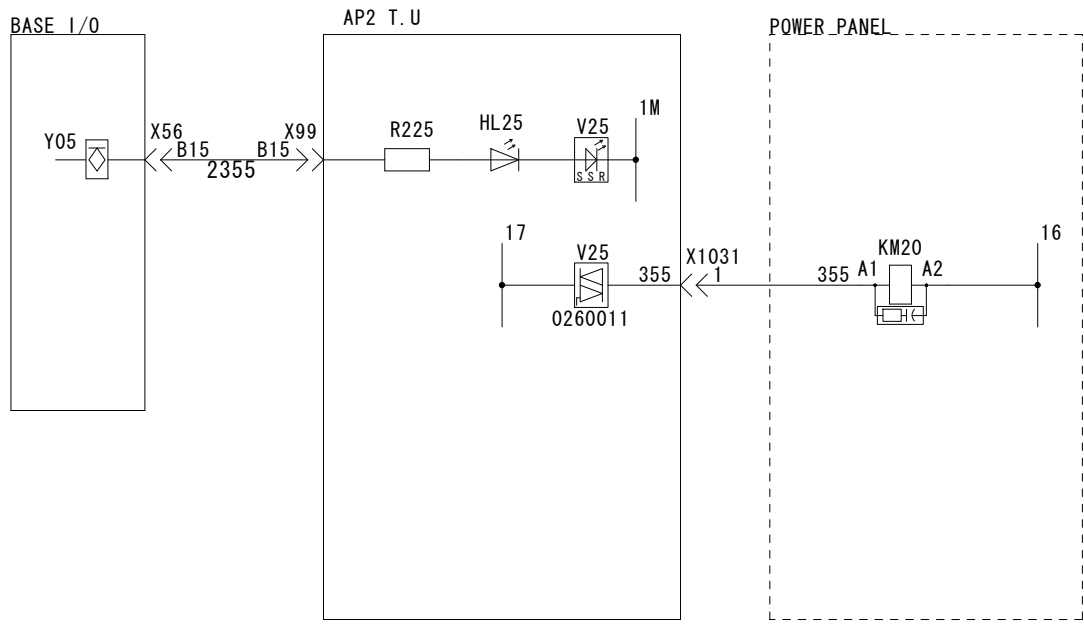 BASE I/O
AP2 T.U
POWER PANEL
Y05
X56
B15
2355
B15
X99
R225
HL25
V25
SSR
1M
17
V25
0260011
355
X1031
1
355
A1
KM20
A2
16